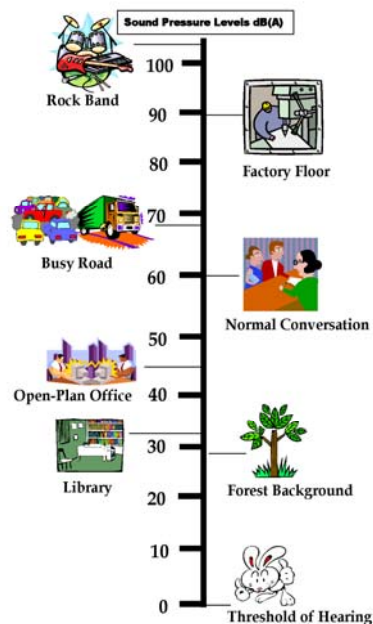 Sound Pressure Levels dB(A)
100
Rock Band
90
Factory Floor
80
70
Busy Road
60
Normal Conversation
50
Open-Plan Office
40
30
Library
Forest Background
20
10
0
Threshold of Hearing